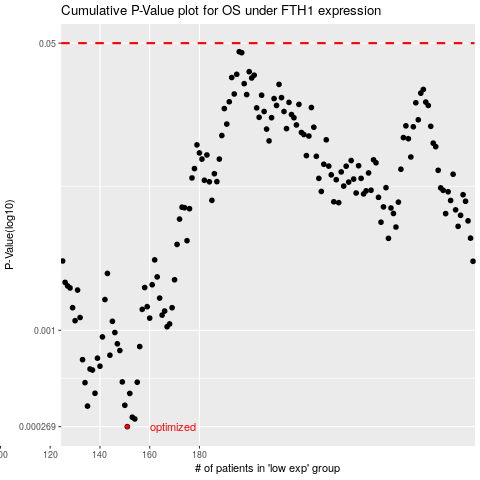 Cumulative P-Value plot for OS under FTH1 expression
0.05
P-Value(log10)
0.001
0.000269
optimized
00 120 140 160 180
# of patients in 'low exp' group